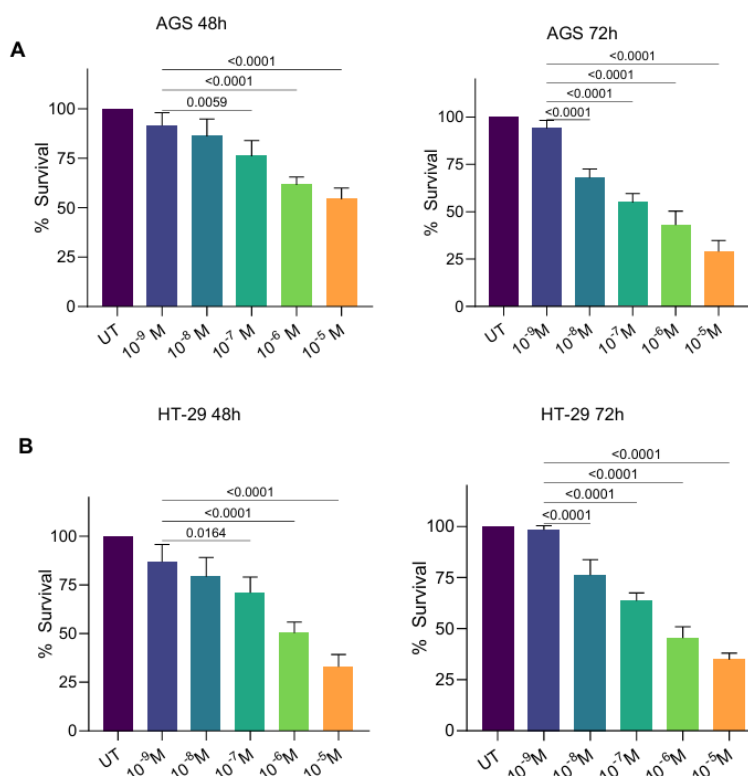 A
AGS 48h
<0.0001
<0.0001
0.0059
% Survival
100
75
50
25
0
UT
10⁻⁹ M
10⁻⁸ M
10⁻⁷ M
10⁻⁶ M
10⁻⁵ M
AGS 72h
<0.0001
<0.0001
<0.0001
<0.0001
% Survival
100
75
50
25
0
UT
10⁻⁹M
10⁻⁸M
10⁻⁷M
10⁻⁶M
10⁻⁵M
B
HT-29 48h
<0.0001
<0.0001
0.0164
% Survival
100
75
50
25
0
UT
10⁻⁹M
10⁻⁸M
10⁻⁷M
10⁻⁶M
10⁻⁵M
HT-29 72h
<0.0001
<0.0001
<0.0001
<0.0001
% Survival
100
75
50
25
0
UT
10⁻⁹M
10⁻⁸M
10⁻⁷M
10⁻⁶M
10⁻⁵M